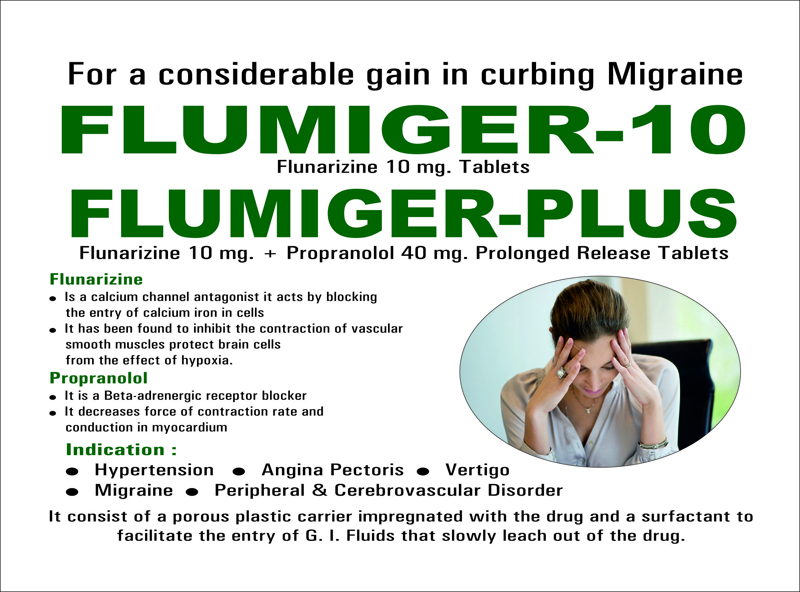 For a considerable gain in curbing Migraine
FLUMIGER-10
Flunarizine 10 mg. Tablets
FLUMIGER-PLUS
Flunarizine 10 mg. + Propranolol 40 mg. Prolonged Release Tablets
Flunarizine
• Is a calcium channel antagonist it acts by blocking
the entry of calcium iron in cells
• It has been found to inhibit the contraction of vascular
smooth muscles protect brain cells
from the effect of hypoxia.
Propranolol
• It is a Beta-adrenergic receptor blocker
• It decreases force of contraction rate and
conduction in myocardium
Indication :
• Hypertension • Angina Pectoris • Vertigo
• Migraine • Peripheral & Cerebrovascular Disorder
It consist of a porous plastic carrier impregnated with the drug and a surfactant to
facilitate the entry of G. I. Fluids that slowly leach out of the drug.